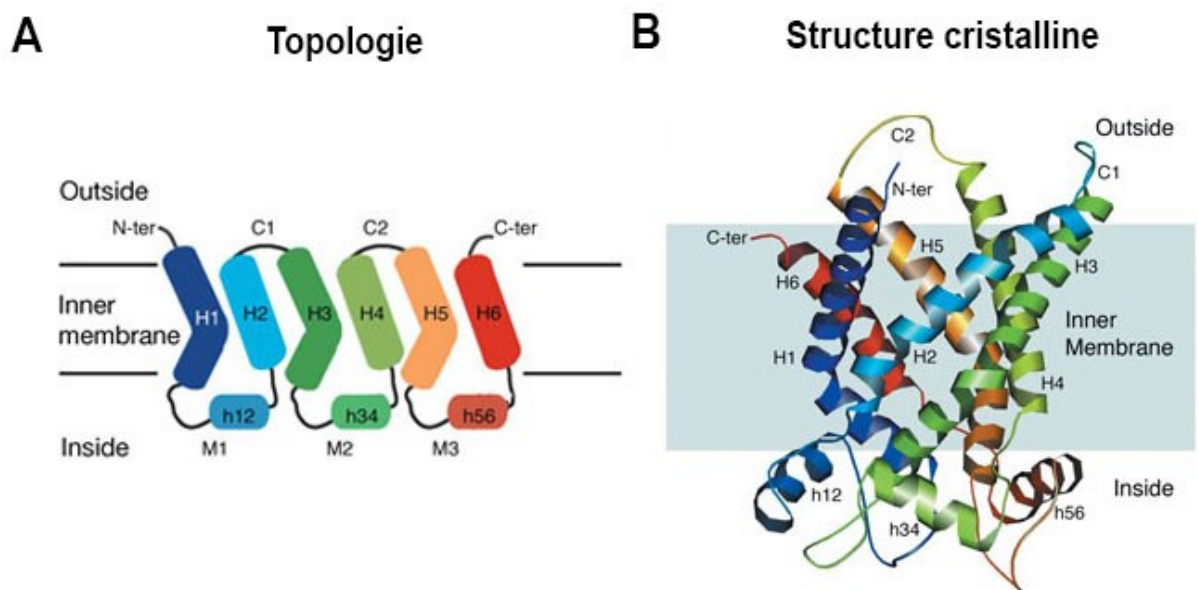 A
Topologie
Outside
N-ter
C1
C2
C-ter
Inner
membrane
H1
H2
H3
H4
H5
H6
h12
h34
h56
Inside
M1
M2
M3
B
Structure cristalline
C2
Outside
C1
N-ter
C-ter
H5
H6
H3
Inner
Membrane
H1
H2
H4
h12
h34
h56
Inside